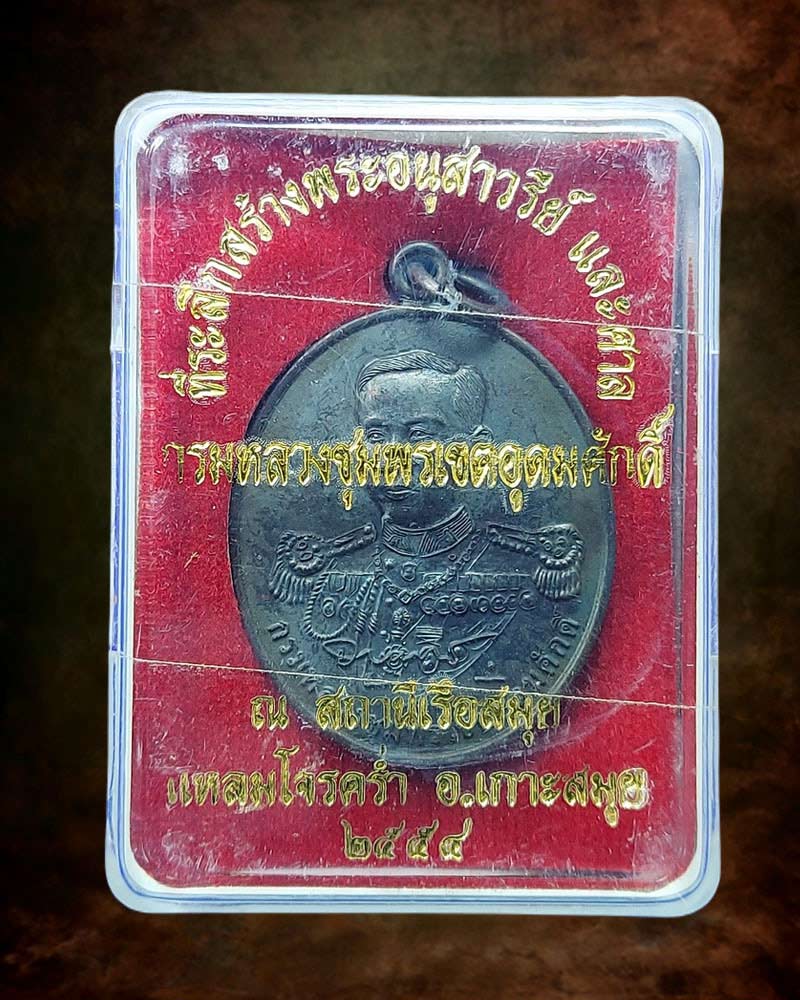 ที่ระลึกสร้างพระอนุสาวรีย์ และศาล
กรมหลวงชุมพรเขตอุดมศักดิ์
ณ สถานีเรือสมุย
แหลมโจรคร่ำ อ.เกาะสมุย
๒๕๕๔